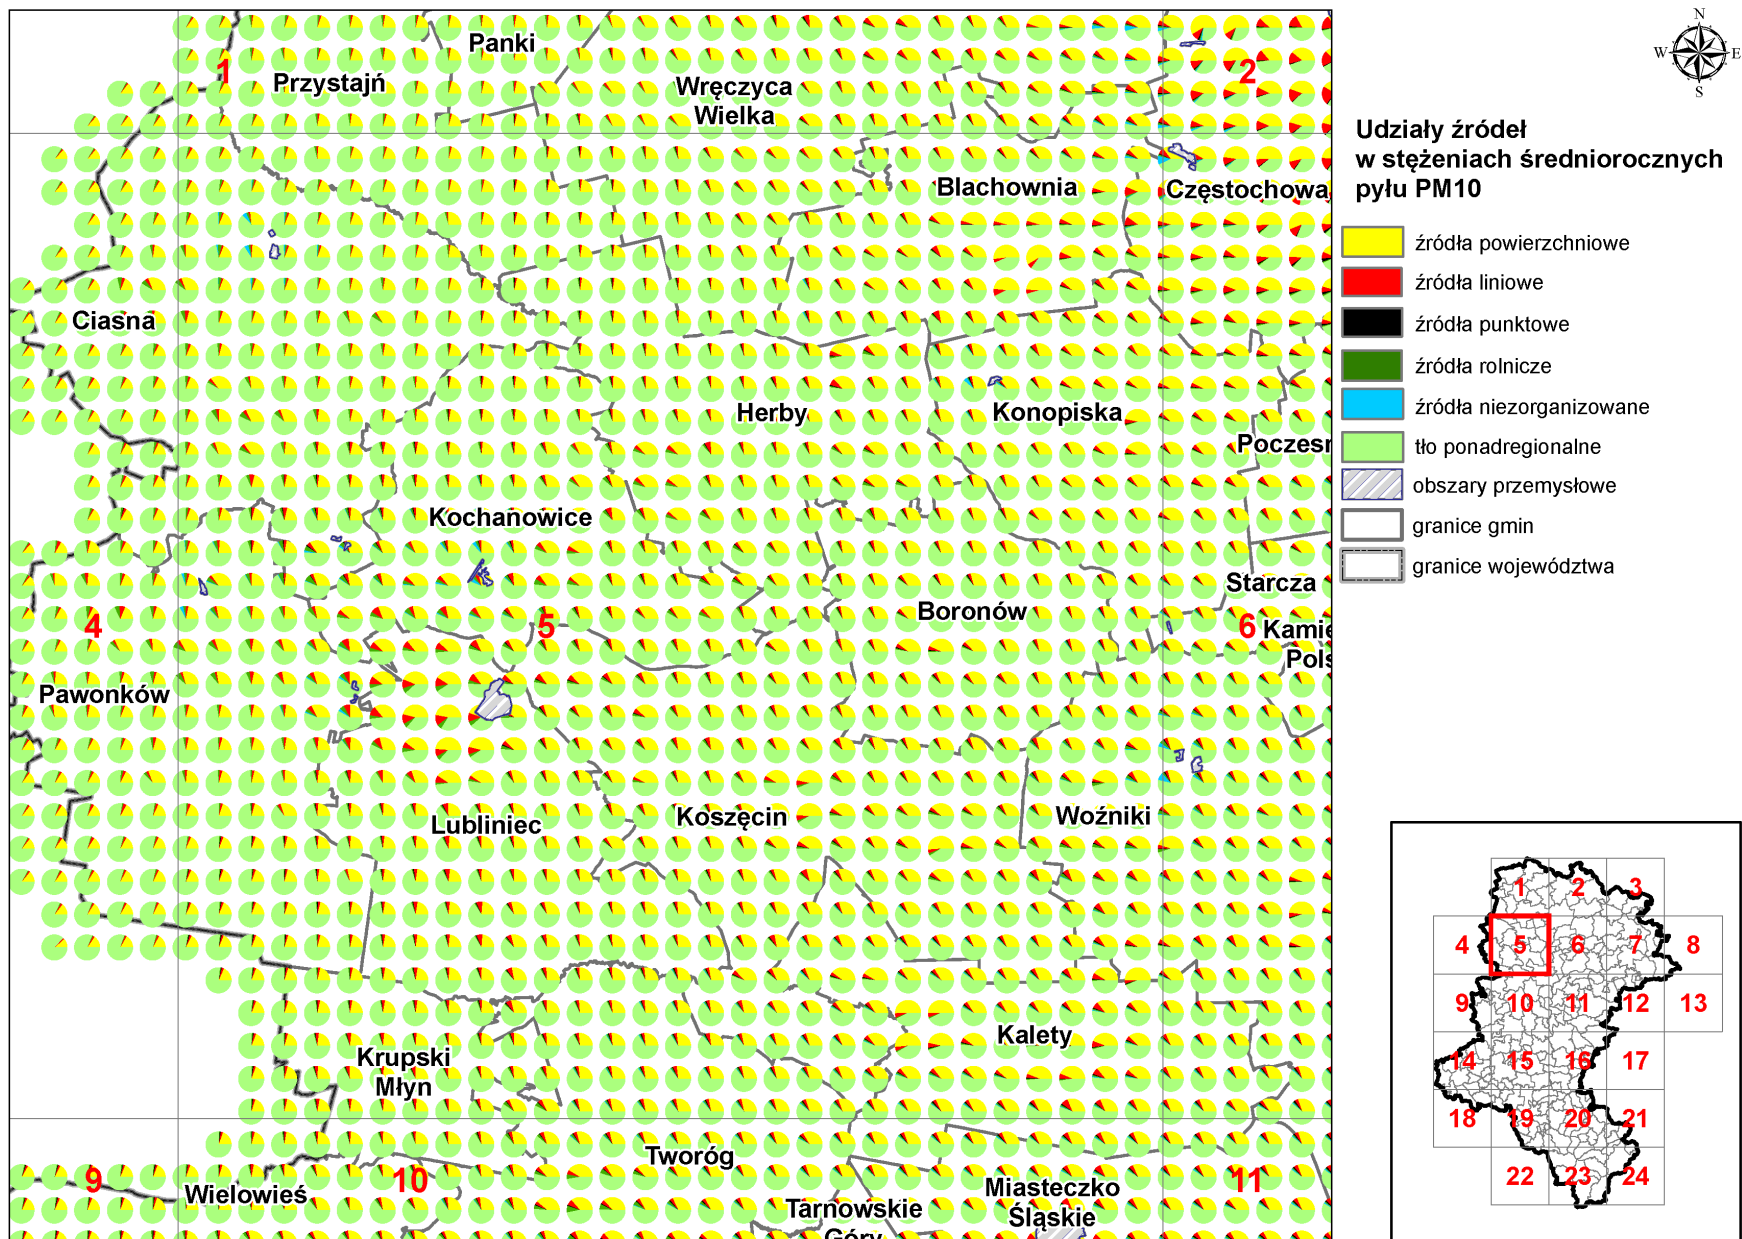 N
W
E
S
Panki
1
Przystajń
2
Wręczyca
Wielka
Blachownia
Częstochowa
Ciasna
Herby
Konopiska
Poczesn
Kochanowice
Starcza
4
5
Boronów
6
Kamie
Pols
Pawonków
Lubliniec
Koszęcin
Woźniki
Kalety
Krupski
Młyn
Tworóg
9
10
11
Wielowieś
Miasteczko
Śląskie
Tarnowskie
Góry
Udziały źródeł
w stężeniach średniorocznych
pyłu PM10
źródła powierzchniowe
źródła liniowe
źródła punktowe
źródła rolnicze
źródła niezorganizowane
tło ponadregionalne
obszary przemysłowe
granice gmin
granice województwa
1 2 3
4 5 6 7 8
9 10 11 12 13
14 15 16 17
18 19 20 21
22 23 24